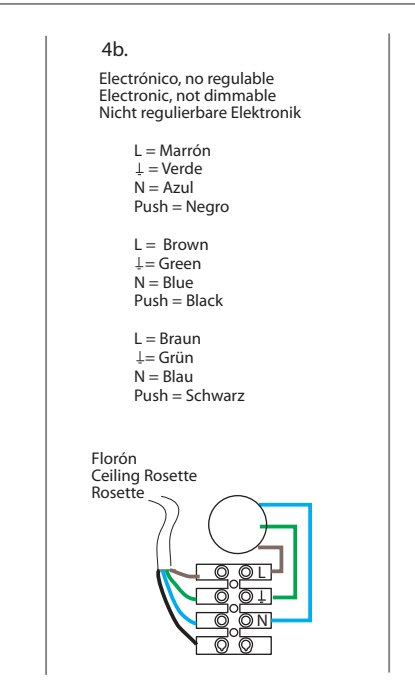 4b.
Electrónico, no regulable
Electronic, not dimmable
Nicht regulierbare Elektronik
L = Marrón
⏚ = Verde
N = Azul
Push = Negro
L = Brown
⏚= Green
N = Blue
Push = Black
L = Braun
⏚= Grün
N = Blau
Push = Schwarz
Florón
Ceiling Rosette
Rosette
L
⏚
N